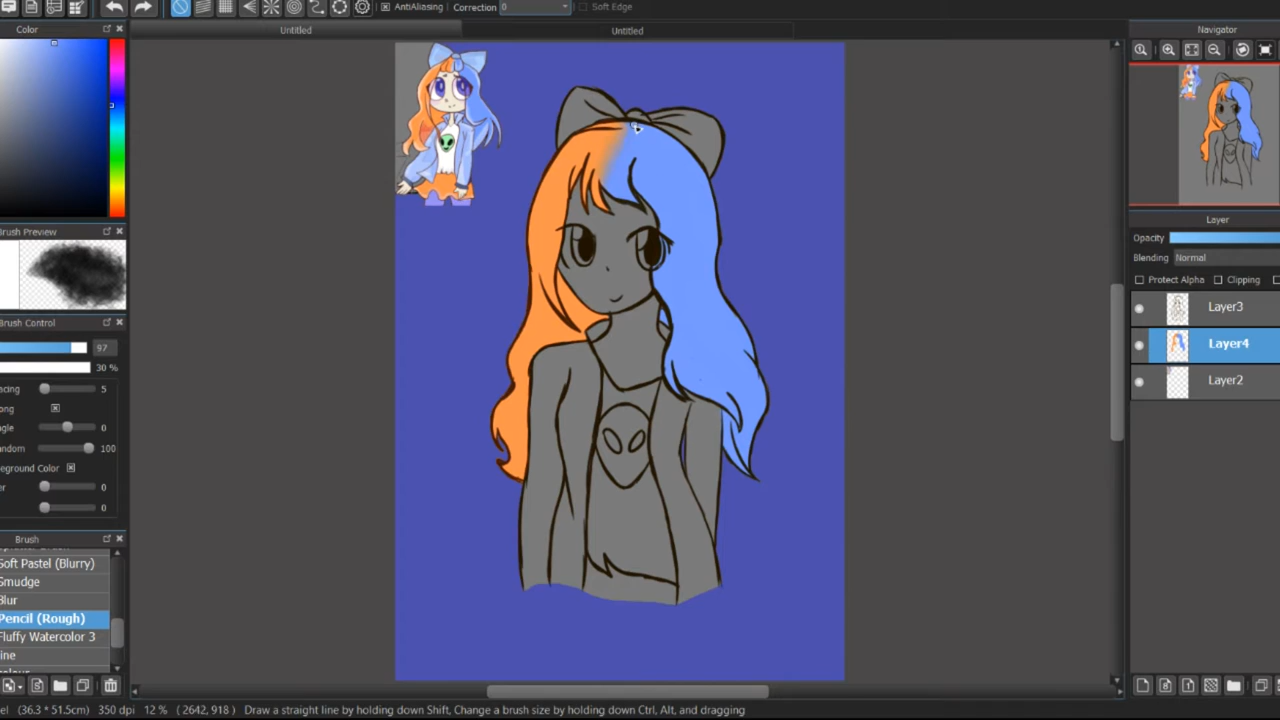 AntiAliasing Correction 0 Soft Edge
Color
Untitled
Untitled
Navigator
Brush Preview
Brush Control
97
30 %
acing 5
ong
ngle 0
andom 100
eground Color
er 0
0
Brush
Soft Pastel (Blurry)
Smudge
Blur
Pencil (Rough)
Fluffy Watercolor 3
ine
Layer
Opacity
Blending Normal
Protect Alpha Clipping
Layer3
Layer4
Layer2
el (36.3 * 51.5cm) 350 dpi 12 % ( 2642, 918 ) Draw a straight line by holding down Shift, Change a brush size by holding down Ctrl, Alt, and dragging